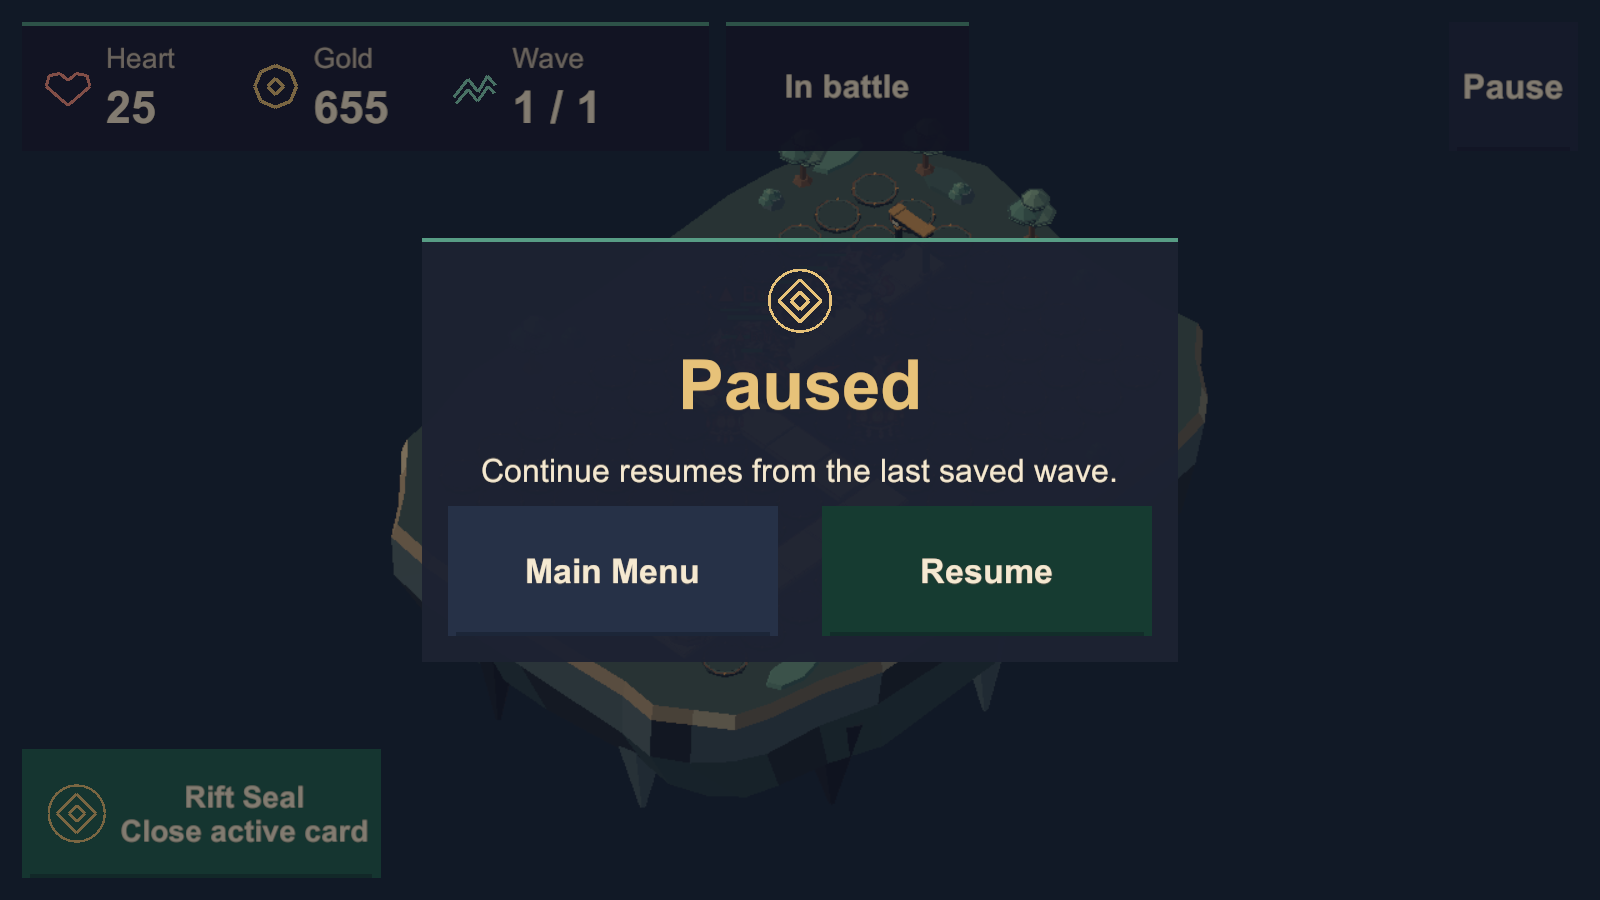 Heart
25
Gold
655
Wave
1 / 1
In battle
Pause
Paused
Continue resumes from the last saved wave.
Main Menu
Resume
Rift Seal
Close active card